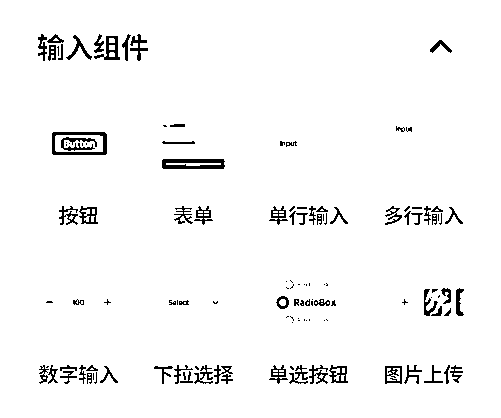 输入组件
Button
Input
Input
按钮 表单 单行输入 多行输入
− 100 +
Select
RadioBox
+
数字输入 下拉选择 单选按钮 图片上传